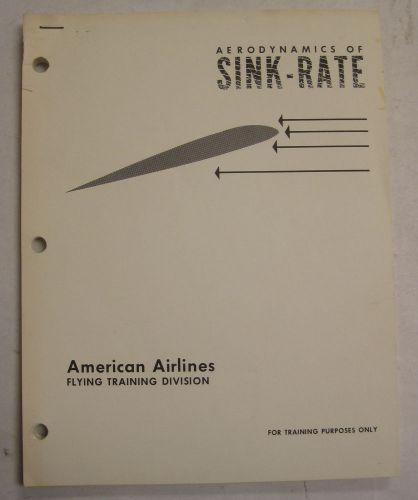 AERODYNAMICS OF
SINK-RATE
American Airlines
FLYING TRAINING DIVISION
FOR TRAINING PURPOSES ONLY